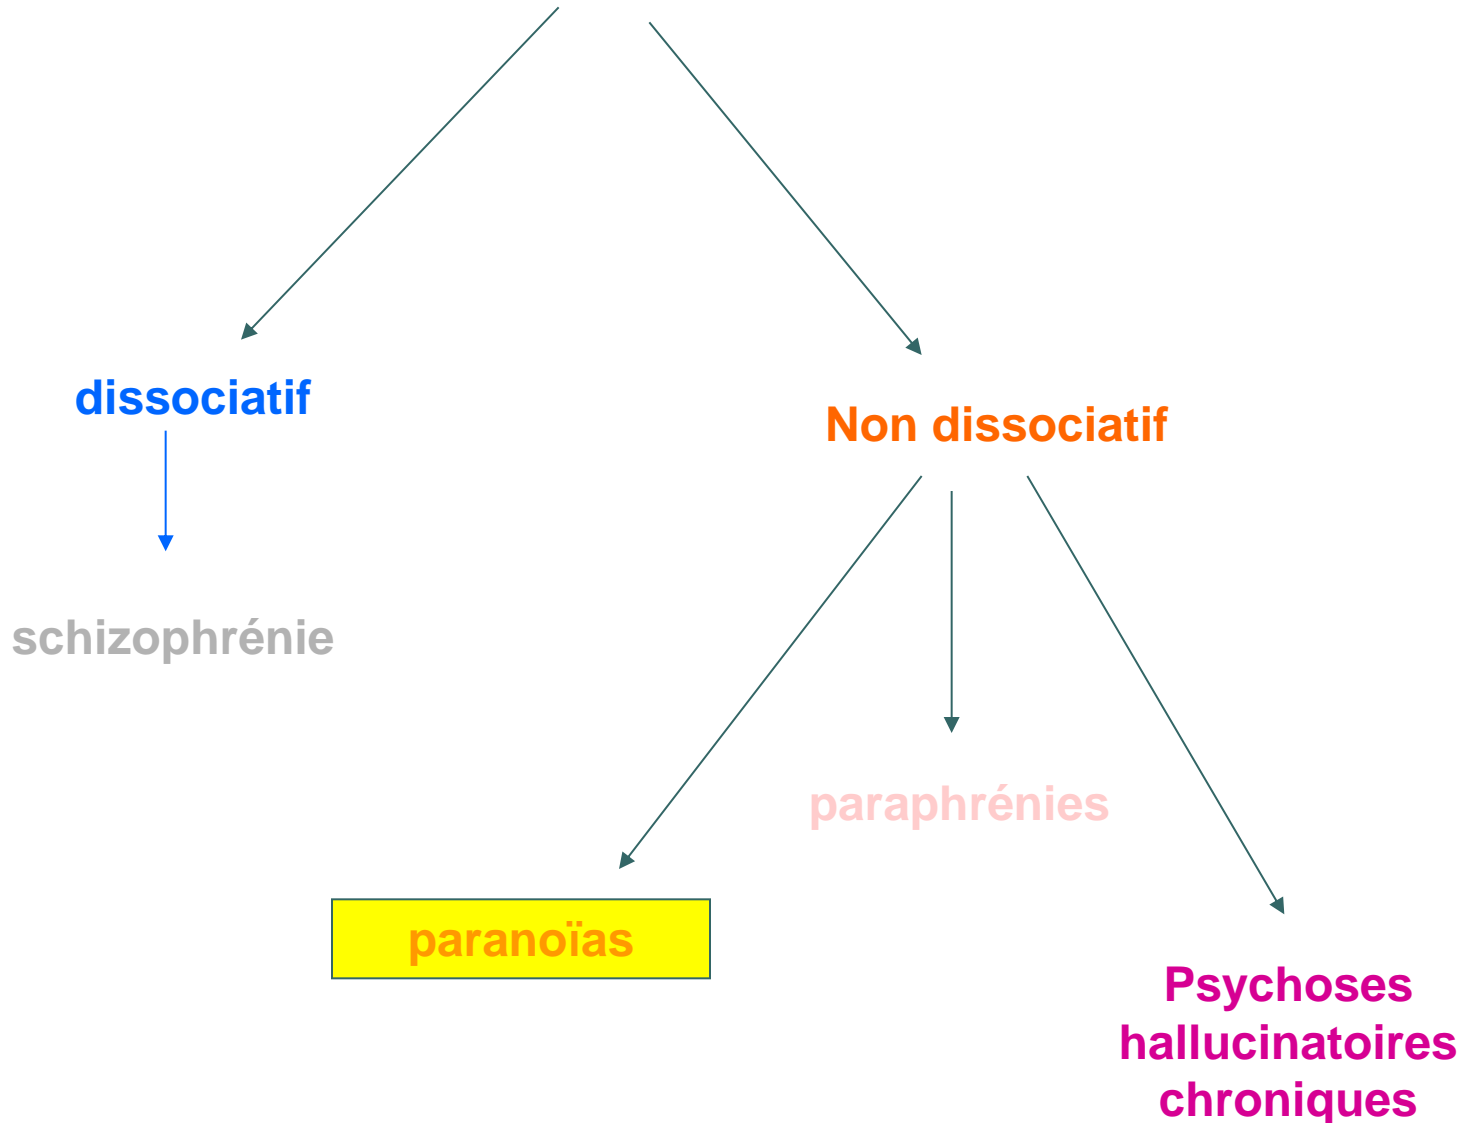 dissociatif
Non dissociatif
schizophrénie
paraphrénies
paranoïas
Psychoses
hallucinatoires
chroniques